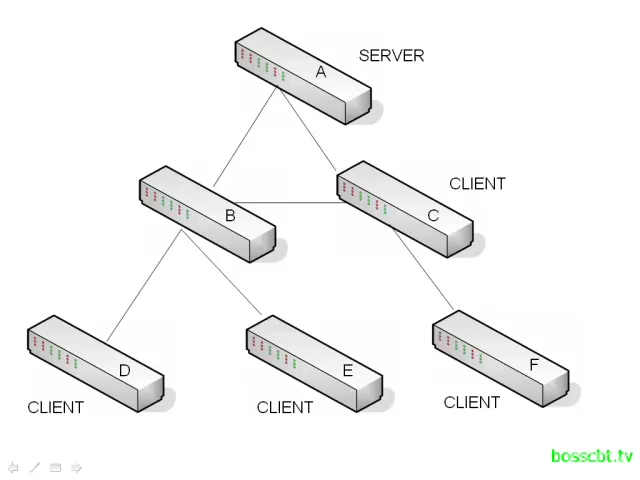 A
SERVER
B
C
CLIENT
D
CLIENT
E
CLIENT
F
CLIENT
bosscbt.tv